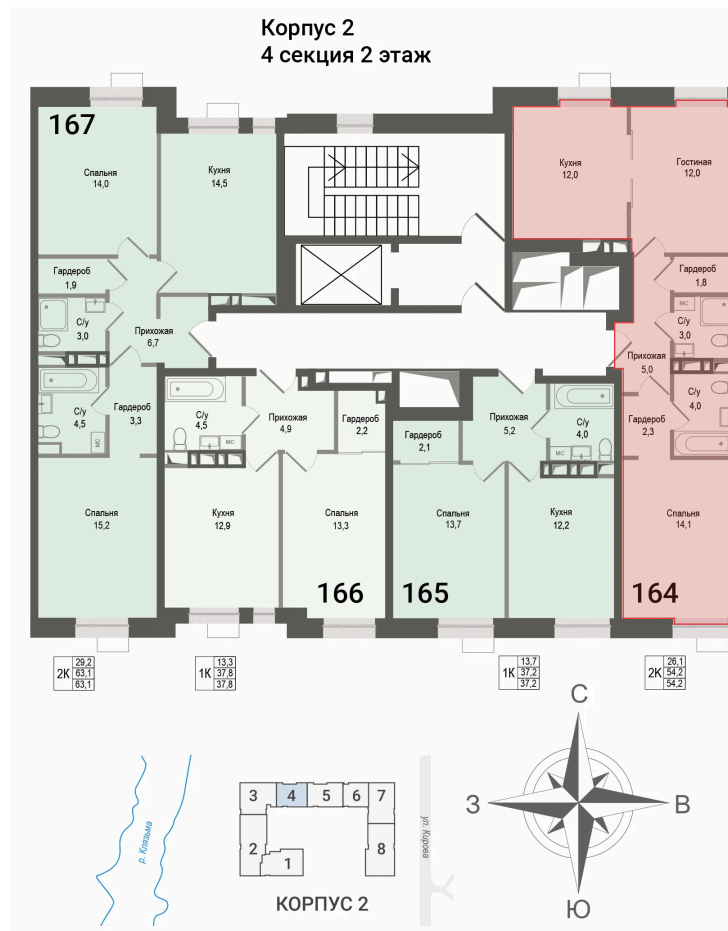 Корпус 2
4 секция 2 этаж
167
Спальня
14,0
Кухня
14,5
Кухня
12,0
Гостиная
12,0
Гардероб
1,9
Гардероб
1,8
С/у
3,0
Прихожая
6,7
МС
С/у
3,0
Прихожая
5,0
С/у
4,5
МС
Гардероб
3,3
С/у
4,5
МС
Прихожая
4,9
Гардероб
2,2
Гардероб
2,1
Прихожая
5,2
С/у
4,0
МС
Гардероб
2,3
С/у
4,0
Спальня
15,2
Кухня
12,9
Спальня
13,3
Спальня
13,7
Кухня
12,2
Спальня
14,1
166
165
164
2К
29,2
63,1
63,1
1К
13,3
37,8
37,8
1К
13,7
37,2
37,2
2К
26,1
54,2
54,2
С
З
В
Ю
р. Клязьма
3
4
5
6
7
2
1
8
ул. Кирова
КОРПУС 2